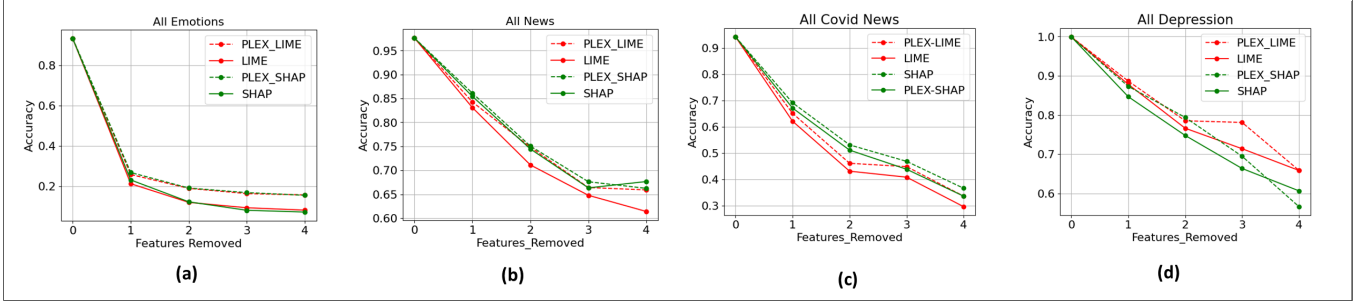 All Emotions
Accuracy
0.8
0.6
0.4
0.2
PLEX_LIME
LIME
PLEX_SHAP
SHAP
0 1 2 3 4
Features Removed
(a)
All News
Accuracy
0.95
0.90
0.85
0.80
0.75
0.70
0.65
0.60
PLEX_LIME
LIME
PLEX_SHAP
SHAP
0 1 2 3 4
Features_Removed
(b)
All Covid News
Accuracy
0.9
0.8
0.7
0.6
0.5
0.4
0.3
PLEX-LIME
LIME
SHAP
PLEX-SHAP
0 1 2 3 4
Features_Removed
(c)
All Depression
Accuracy
1.0
0.9
0.8
0.7
0.6
PLEX_LIME
LIME
PLEX_SHAP
SHAP
0 1 2 3 4
Features_Removed
(d)